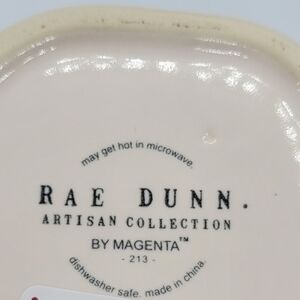 may get hot in microwave.
RAE DUNN.
ARTISAN COLLECTION
BY MAGENTA™
- 213 -
dishwasher safe. made in china.